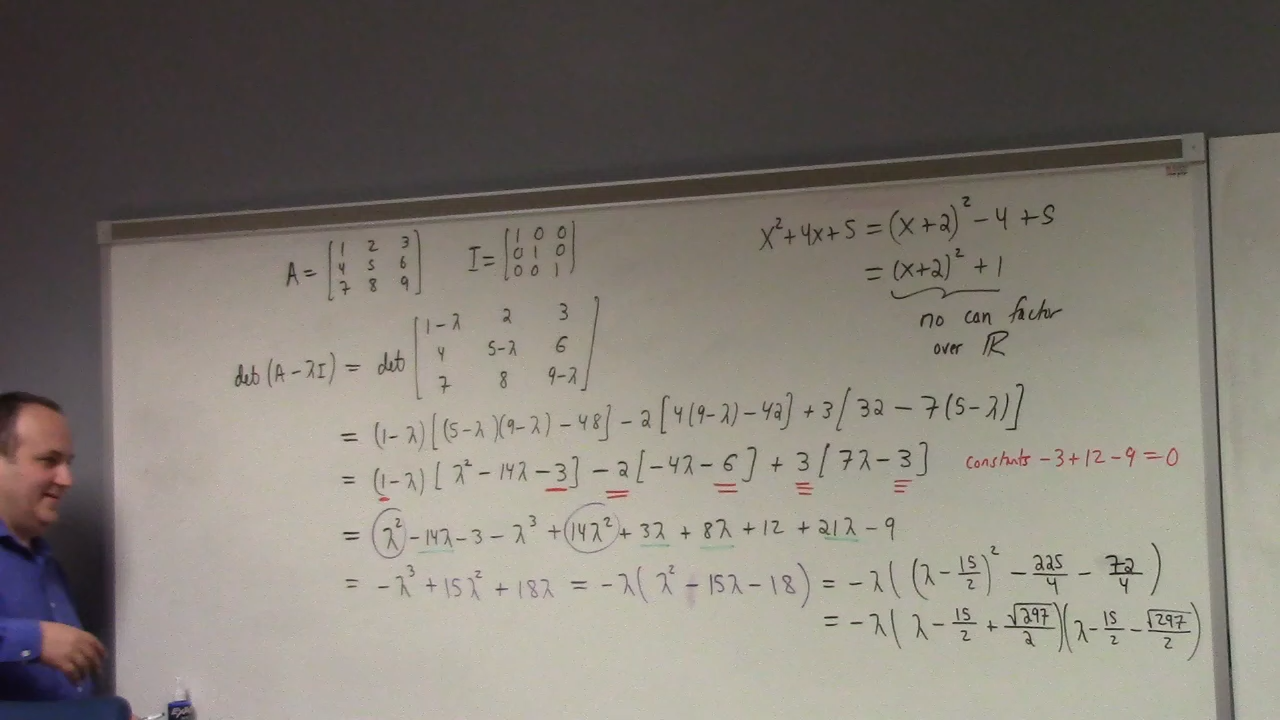 A = [1 2 3; 4 5 6; 7 8 9] I = [1 0 0; 0 1 0; 0 0 1]
x² + 4x + 5 = (x+2)² - 4 + 5
= (x+2)² + 1
no can factor
over ℝ
det(A - λI) = det [1-λ 2 3; 4 5-λ 6; 7 8 9-λ]
= (1-λ)[(5-λ)(9-λ) - 48] - 2[4(9-λ) - 42] + 3[32 - 7(5-λ)]
= (1-λ)[λ² - 14λ - 3] - 2[-4λ - 6] + 3[7λ - 3] constants -3 + 12 - 9 = 0
= λ² - 14λ - 3 - λ³ + 14λ² + 3λ + 8λ + 12 + 21λ - 9
= -λ³ + 15λ² + 18λ = -λ(λ² - 15λ - 18) = -λ((λ - 15/2)² - 225/4 - 72/4)
= -λ(λ - 15/2 + √297/2)(λ - 15/2 - √297/2)